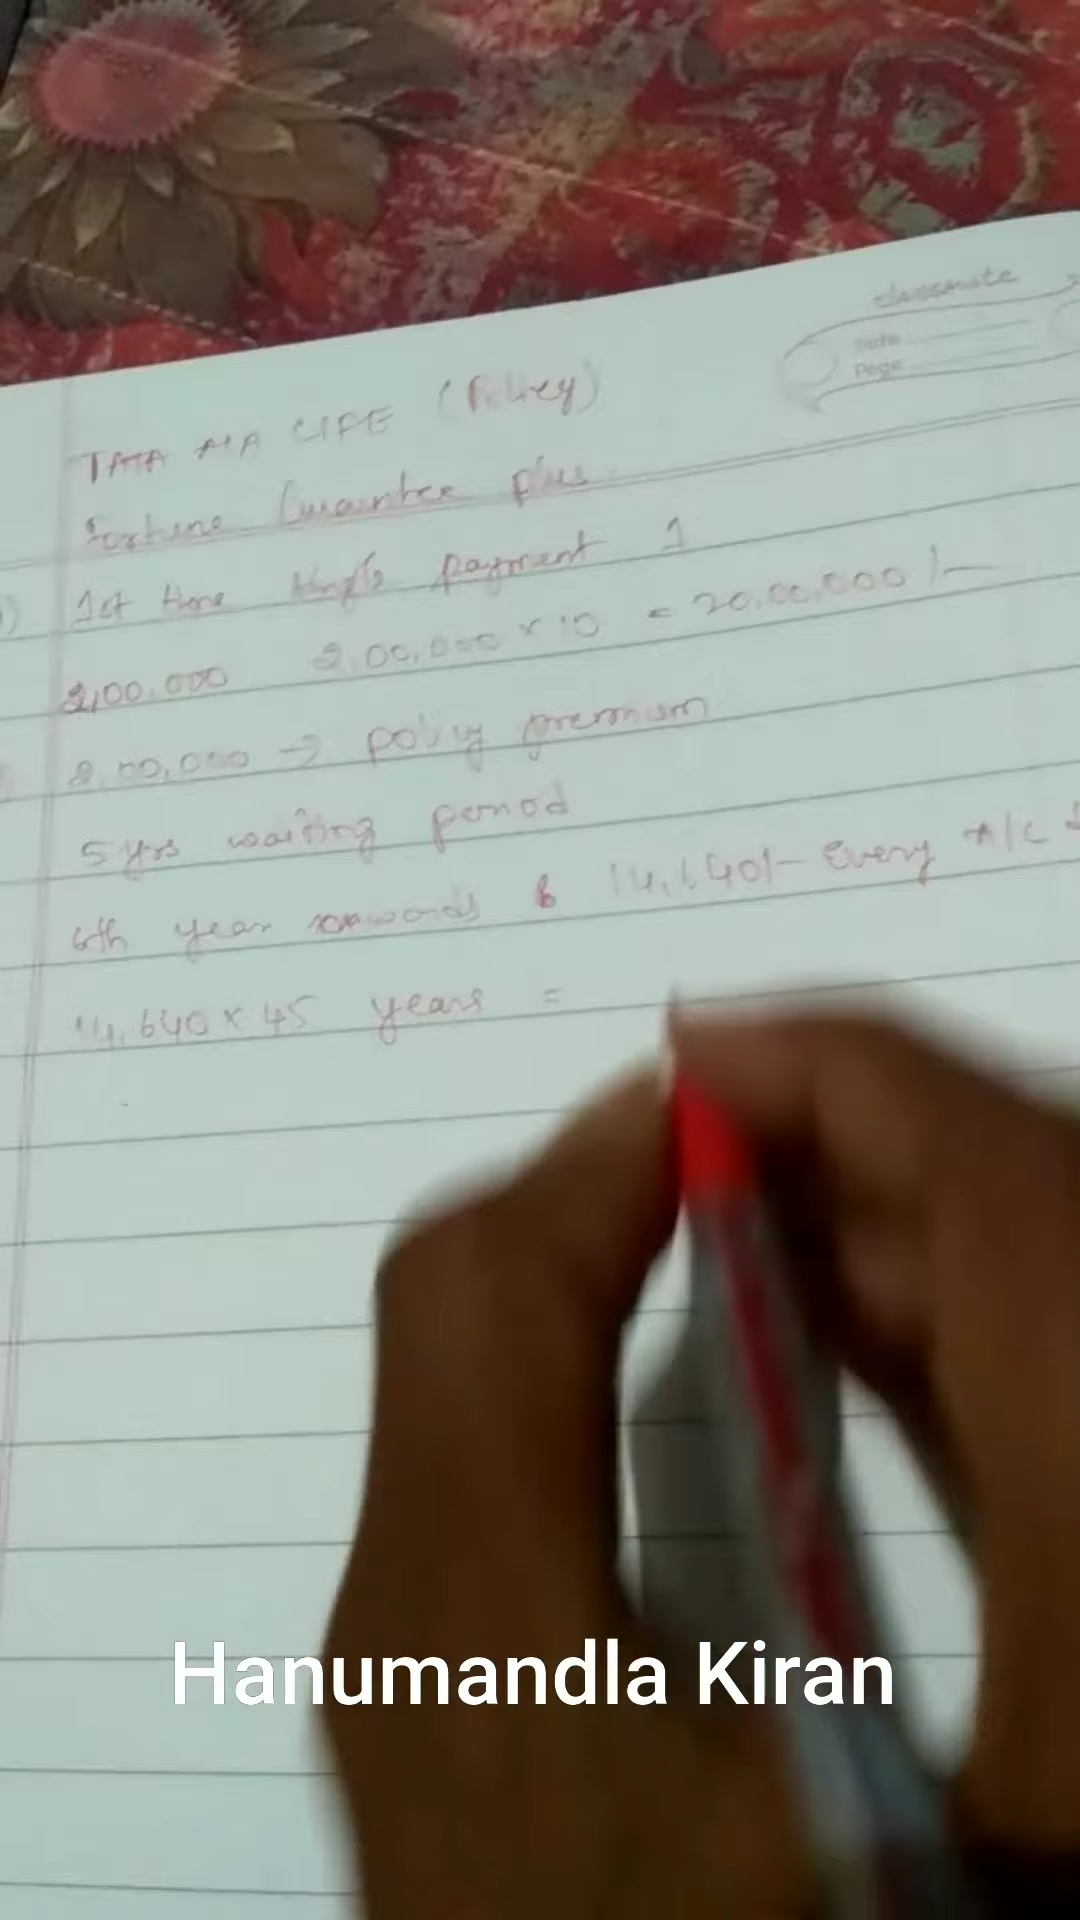 classmate
Date
Page
TATA AIA LIFE (Policy)
Fortune Guarantee plus
1st time single payment 1
2,00,000 2,00,000 × 10 = 20,00,000/-
2,00,000 → policy premium
5 yrs waiting period
6th year onwards 14,640/- Every A/C
14,640 × 45 years =
Hanumandla Kiran